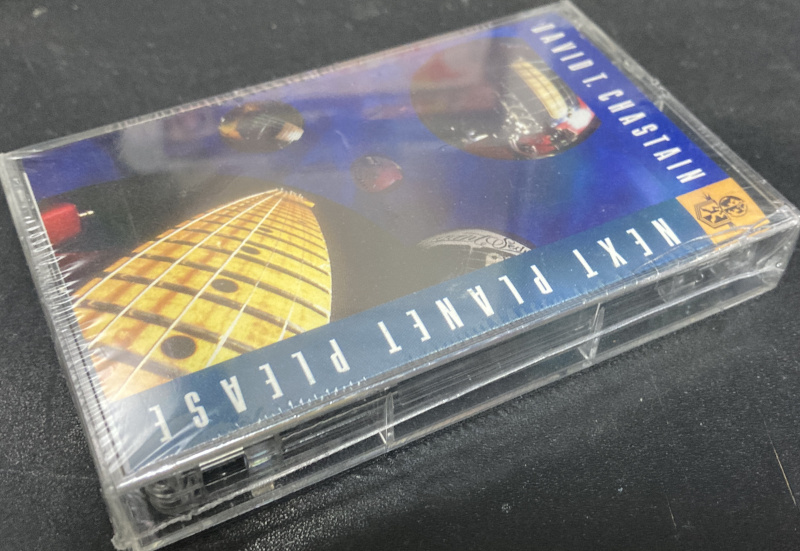 DAVID T. CHASTAIN
NEXT PLANET PLEASE